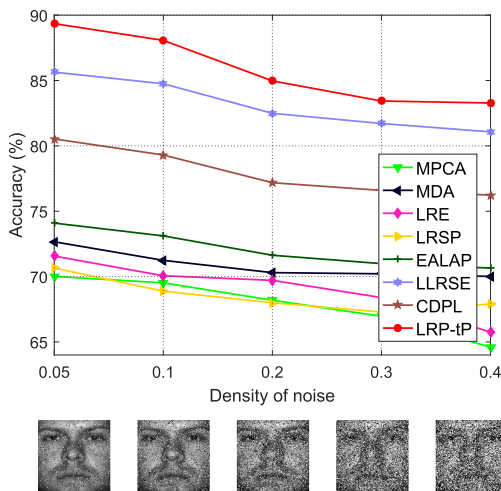 90
85
80
75
70
65
Accuracy (%)
MPCA
MDA
LRE
LRSP
EALAP
LLRSE
CDPL
LRP-tP
0.05 0.1 0.2 0.3 0.4
Density of noise